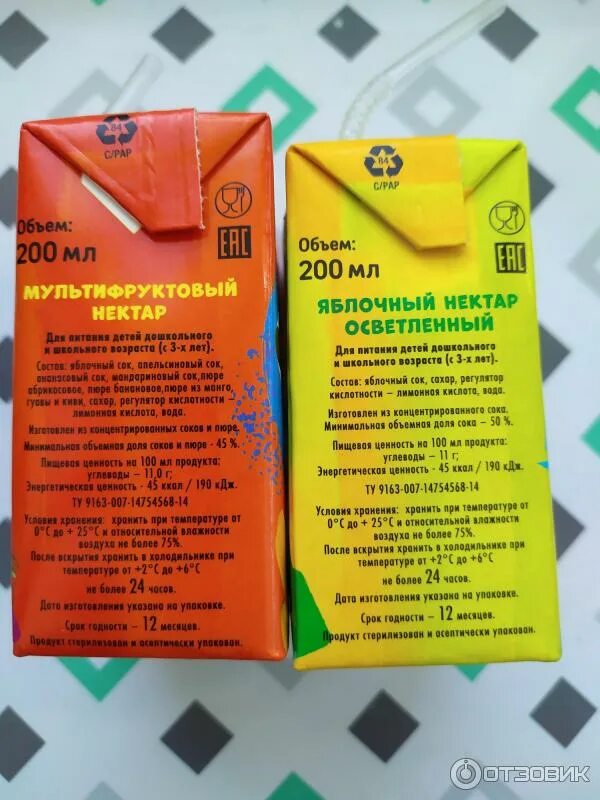 84
C/PAP
Объем:
200 мл
ЕАС
МУЛЬТИФРУКТОВЫЙ
НЕКТАР
Для питания детей дошкольного
и школьного возраста (с 3-х лет).
Состав: яблочный сок, апельсиновый сок,
ананасовый сок, мандариновый сок,пюре
абрикосовое, пюре банановое,пюре из манго,
гуавы и киви, сахар, регулятор кислотности –
лимонная кислота, вода.
Изготовлен из концентрированных соков и пюре.
Минимальная объемная доля соков и пюре - 45 %.
Пищевая ценность на 100 мл продукта:
углеводы – 11,0 г;
Энергетическая ценность - 45 ккал / 190 кДж.
ТУ 9163-007-14754568-14
Условия хранения: хранить при температуре от
0°С до + 25°С и относительной влажности
воздуха не более 75%.
После вскрытия хранить в холодильнике при
температуре от +2°С до +6°С
не более 24 часов.
Дата изготовления указана на упаковке.
Срок годности – 12 месяцев.
Продукт стерилизован и асептически упакован.
84
C/PAP
Объем:
200 мл
ЕАС
ЯБЛОЧНЫЙ НЕКТАР
ОСВЕТЛЕННЫЙ
Для питания детей дошкольного
и школьного возраста (с 3-х лет).
Состав: яблочный сок, сахар, регулятор
кислотности – лимонная кислота, вода.
Изготовлен из концентрированного сока.
Минимальная объемная доля сока – 50 %.
Пищевая ценность на 100 мл продукта:
углеводы – 11 г;
Энергетическая ценность - 45 ккал / 190 кДж.
ТУ 9163-007-14754568-14
Условия хранения: хранить при температуре от
0°С до + 25°С и относительной влажности
воздуха не более 75%.
После вскрытия хранить в холодильнике при
температуре от +2°С до +6°С
не более 24 часов.
Дата изготовления указана на упаковке.
Срок годности – 12 месяцев.
Продукт стерилизован и асептически упакован.
ОТЗОВИК